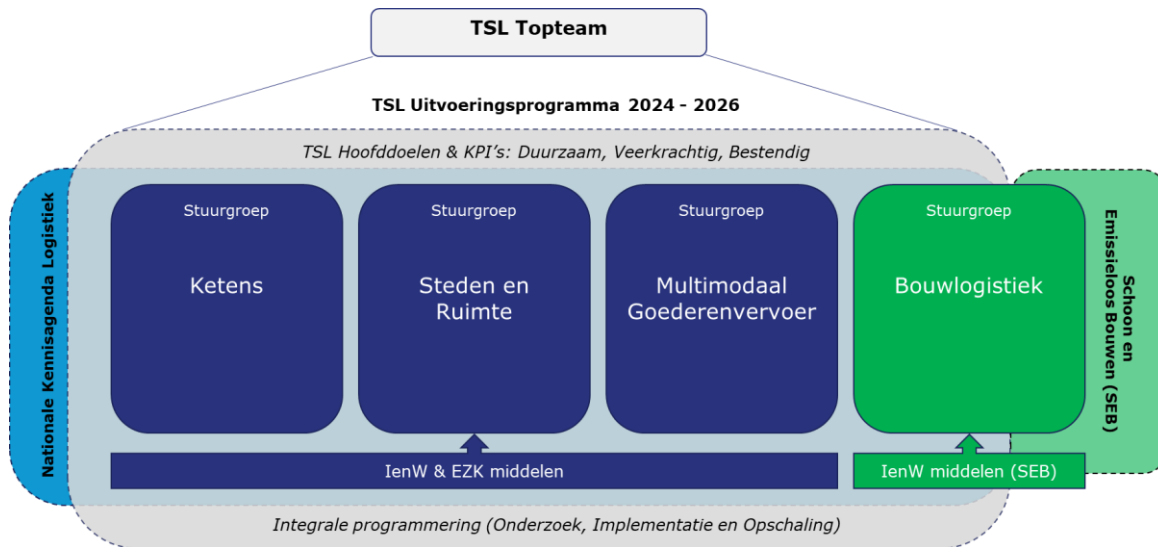 TSL Topteam
TSL Uitvoeringsprogramma 2024 - 2026
TSL Hoofddoelen & KPI's: Duurzaam, Veerkrachtig, Bestendig
Nationale Kennisagenda Logistiek
Stuurgroep
Ketens
Stuurgroep
Steden en
Ruimte
Stuurgroep
Multimodaal
Goederenvervoer
Stuurgroep
Bouwlogistiek
Schoon en
Emissieloos Bouwen (SEB)
IenW & EZK middelen
IenW middelen (SEB)
Integrale programmering (Onderzoek, Implementatie en Opschaling)